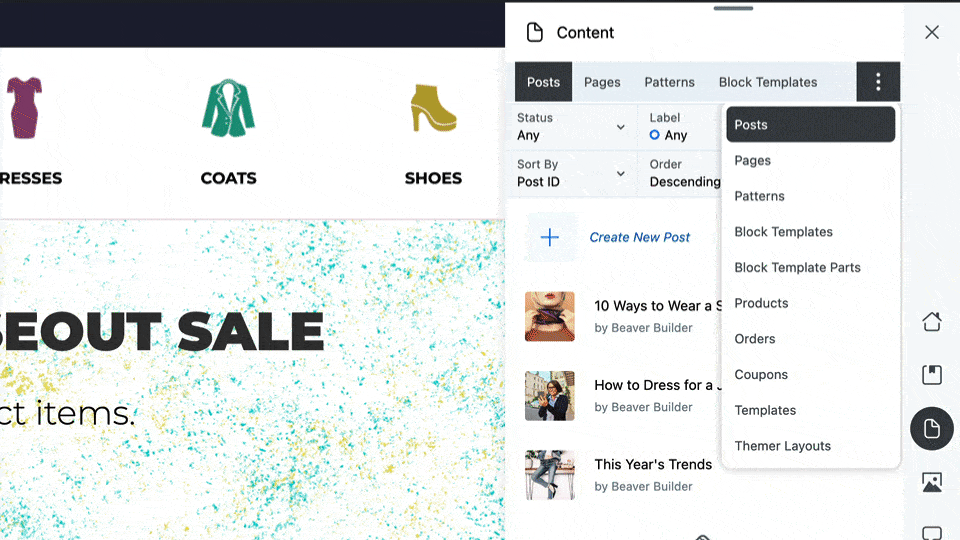 RESSES
COATS
SHOES
SEOUT SALE
ct items.
Content
Posts
Pages
Patterns
Block Templates
Status
Any
Label
Any
Sort By
Post ID
Order
Descending
Create New Post
10 Ways to Wear a S
by Beaver Builder
How to Dress for a J
by Beaver Builder
This Year's Trends
by Beaver Builder
Posts
Pages
Patterns
Block Templates
Block Template Parts
Products
Orders
Coupons
Templates
Themer Layouts